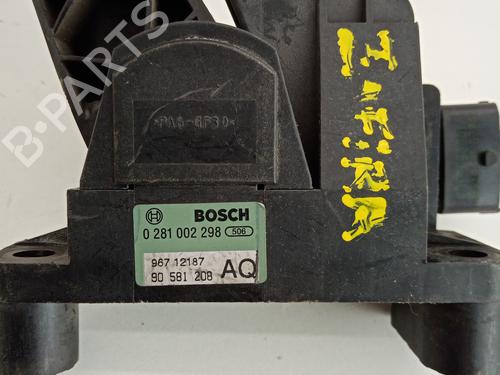 B-PARTS
>PA6-GF30<
BOSCH
0 281 002 298 506
967 12187
90 581 208 AQ